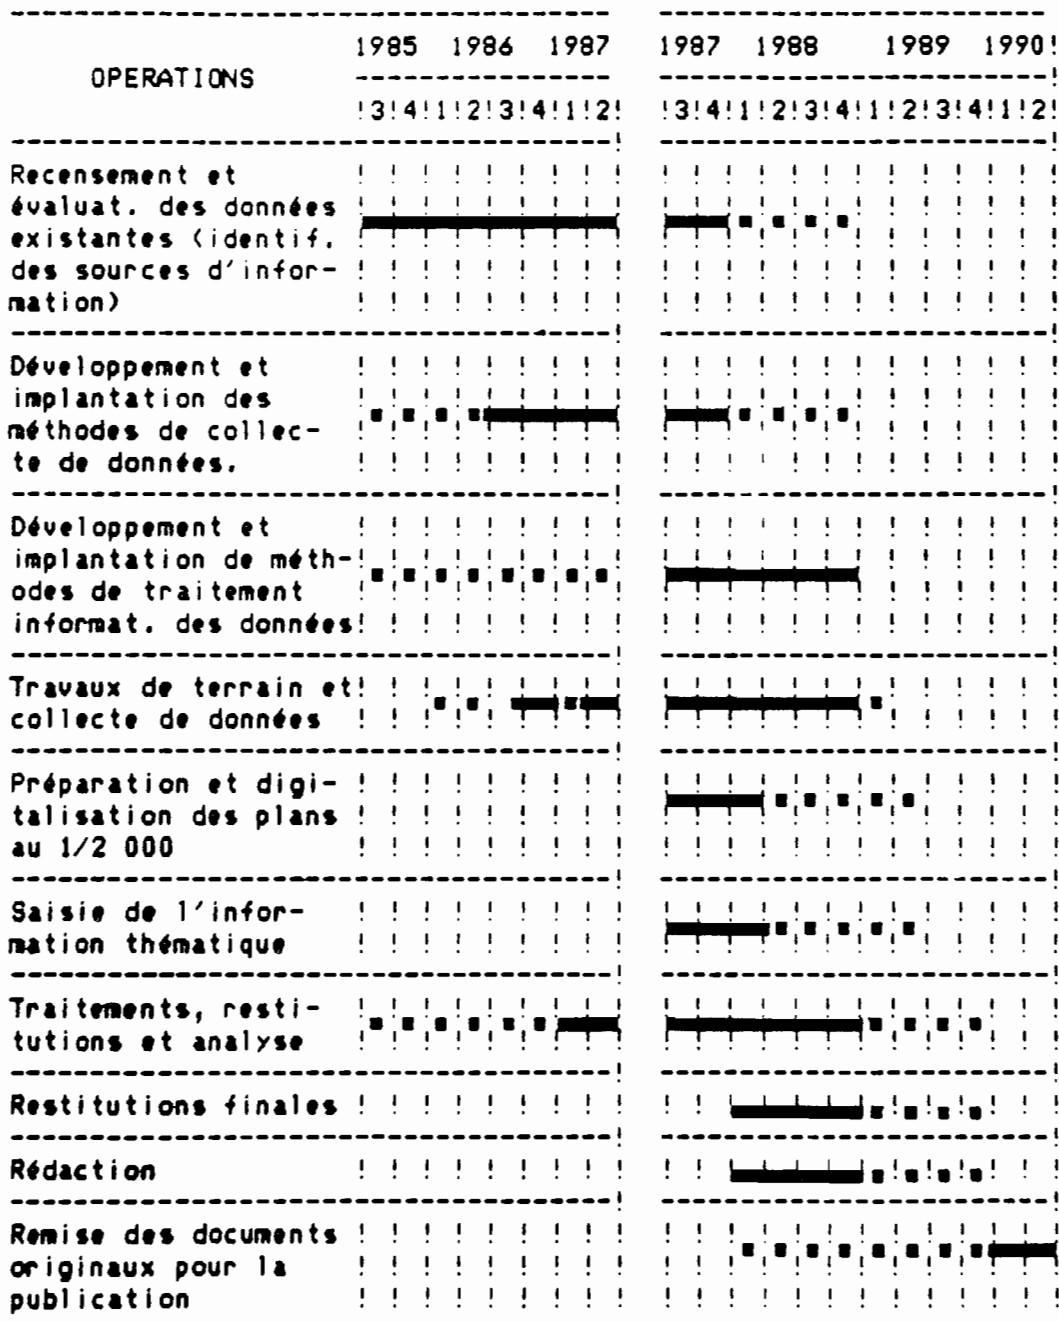 1985 1986 1987 1987 1988 1989 1990!
OPERATIONS
!3!4!1!2!3!4!1!2! !3!4!1!2!3!4!1!2!3!4!1!2!
Recensement et
évaluat. des données
existantes (identif.
des sources d'infor-
mation)
Développement et
implantation des
méthodes de collec-
te de données.
Développement et
implantation de méth-
odes de traitement
informat. des données
Travaux de terrain et
collecte de données
Préparation et digi-
talisation des plans
au 1/2 000
Saisie de l'infor-
mation thématique
Traitements, resti-
tutions et analyse
Restitutions finales
Rédaction
Remise des documents
originaux pour la
publication